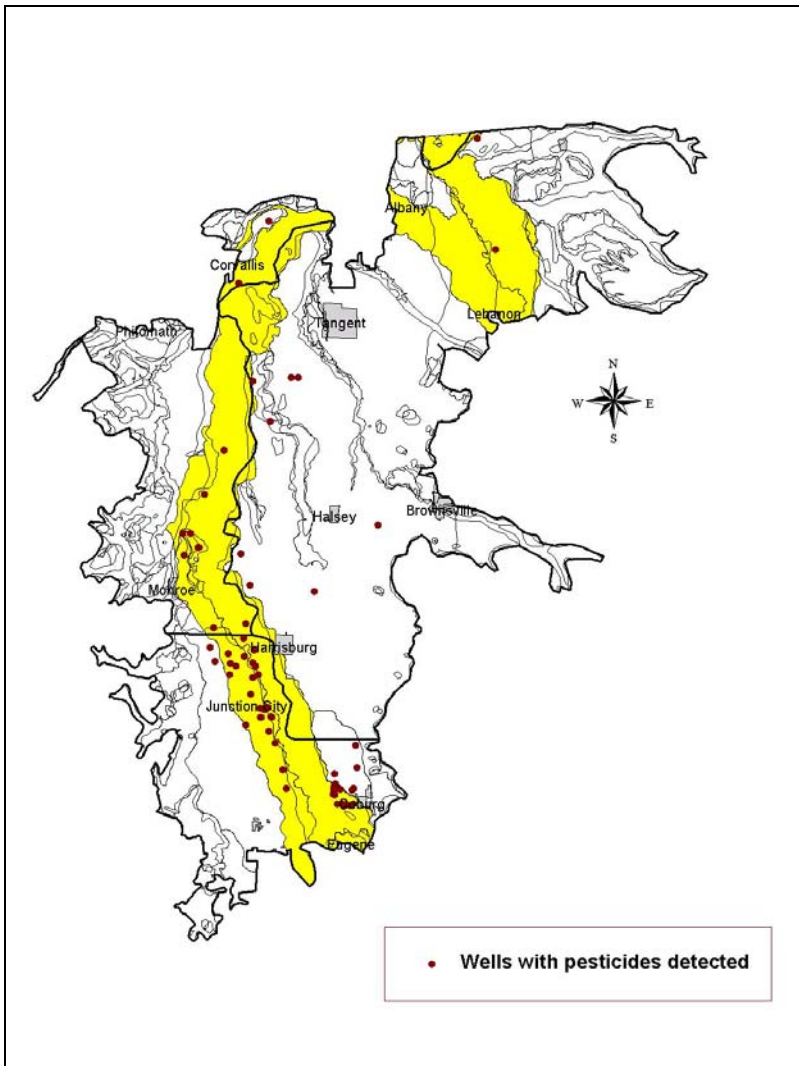 Albany
Corvallis
Lebanon
Tangent
Philomath
N
W E
S
Halsey
Brownsville
Monroe
Harrisburg
Junction City
Coburg
Eugene
Wells with pesticides detected